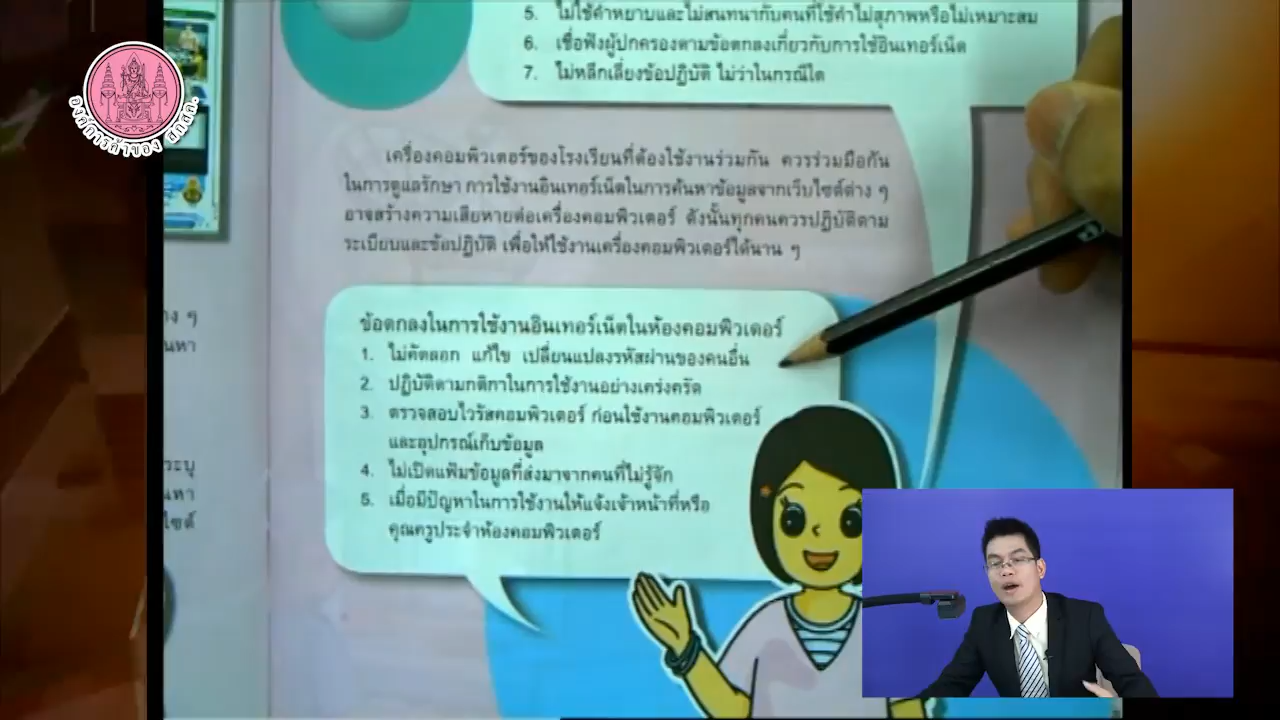 องค์การค้าของ สกสค.
5. ไม่ใช้คำหยาบและไม่สนทนากับคนที่ใช้คำไม่สุภาพหรือไม่เหมาะสม
6. เชื่อฟังผู้ปกครองตามข้อตกลงเกี่ยวกับการใช้อินเทอร์เน็ต
7. ไม่หลีกเลี่ยงข้อปฏิบัติ ไม่ว่าในกรณีใด
เครื่องคอมพิวเตอร์ของโรงเรียนที่ต้องใช้งานร่วมกัน ควรร่วมมือกัน
ในการดูแลรักษา การใช้งานอินเทอร์เน็ตในการค้นหาข้อมูลจากเว็บไซต์ต่าง ๆ
อาจสร้างความเสียหายต่อเครื่องคอมพิวเตอร์ ดังนั้นทุกคนควรปฏิบัติตาม
ระเบียบและข้อปฏิบัติ เพื่อให้ใช้งานเครื่องคอมพิวเตอร์ได้นาน ๆ
ข้อตกลงในการใช้งานอินเทอร์เน็ตในห้องคอมพิวเตอร์
1. ไม่คัดลอก แก้ไข เปลี่ยนแปลงรหัสผ่านของคนอื่น
2. ปฏิบัติตามกติกาในการใช้งานอย่างเคร่งครัด
3. ตรวจสอบไวรัสคอมพิวเตอร์ ก่อนใช้งานคอมพิวเตอร์
และอุปกรณ์เก็บข้อมูล
4. ไม่เปิดแฟ้มข้อมูลที่ส่งมาจากคนที่ไม่รู้จัก
5. เมื่อมีปัญหาในการใช้งานให้แจ้งเจ้าหน้าที่หรือ
คุณครูประจำห้องคอมพิวเตอร์